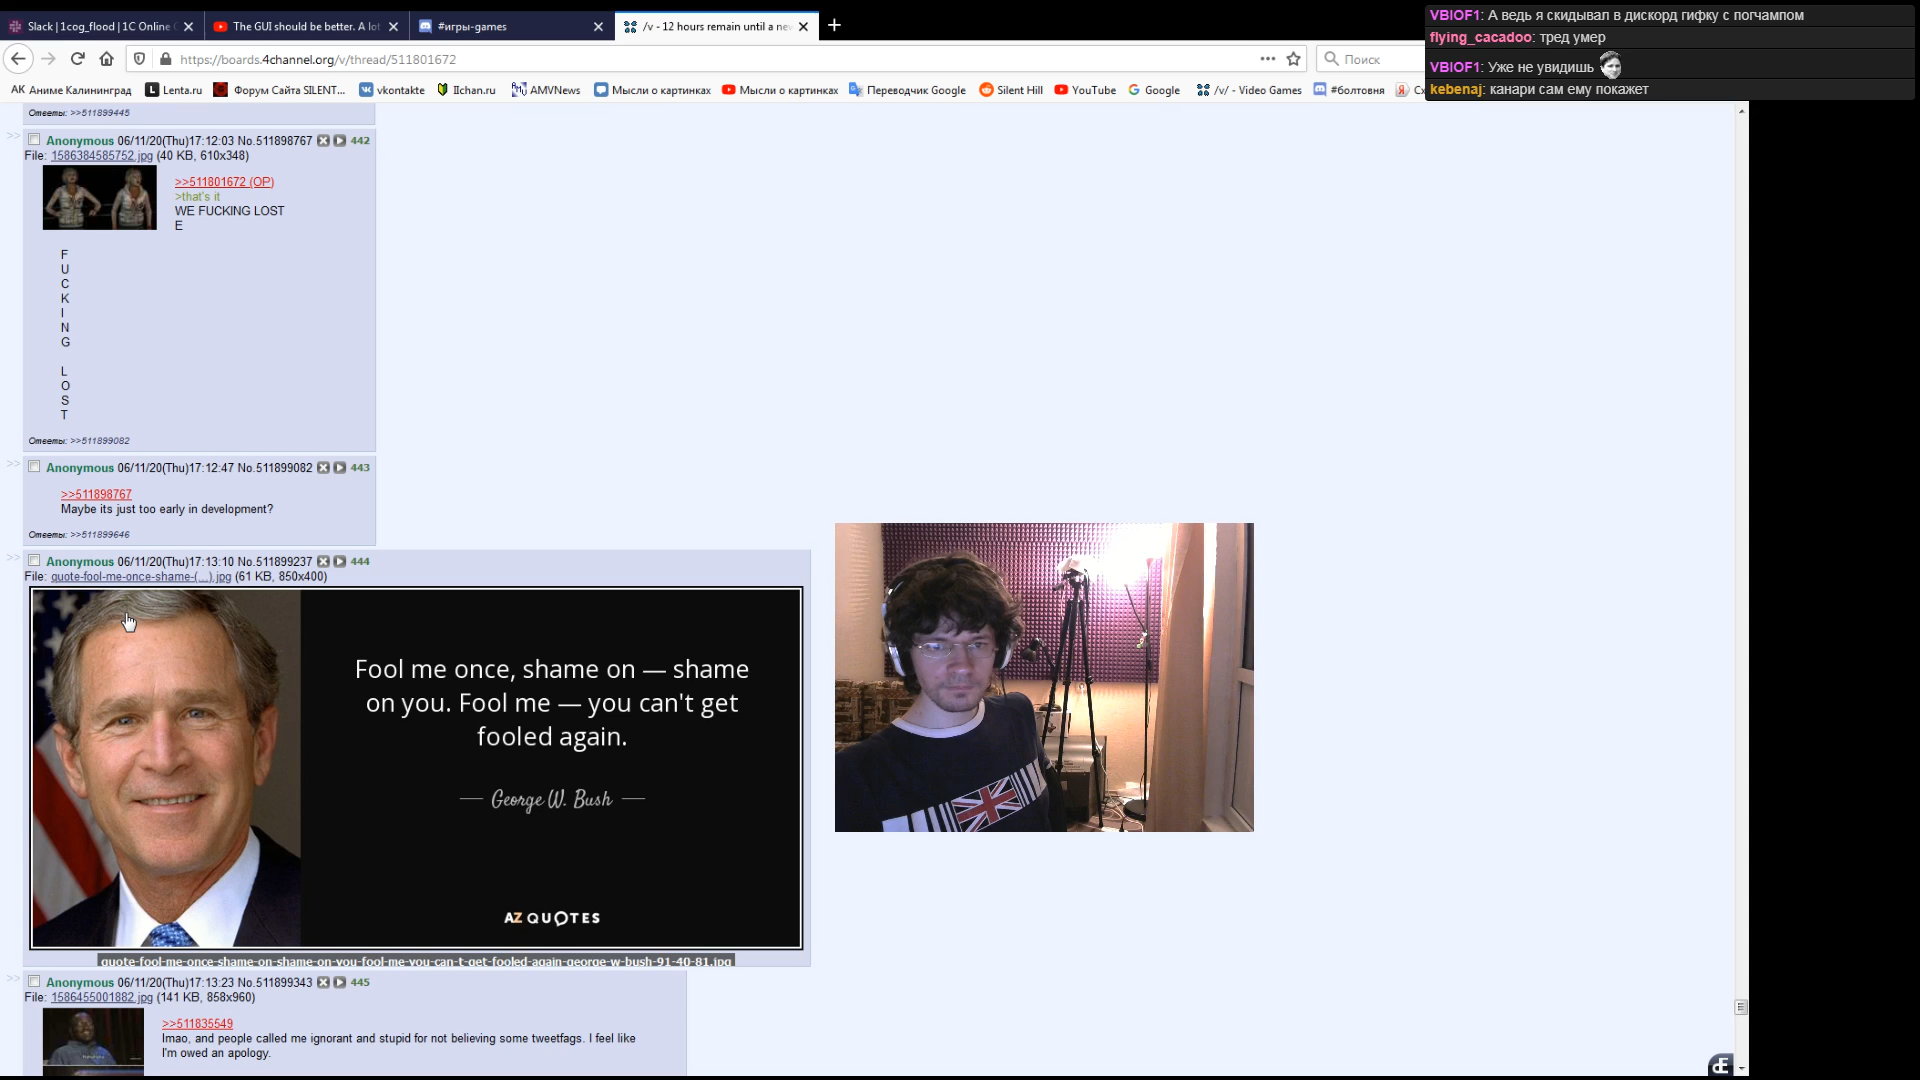 Slack | 1cog_flood | 1C Online
The GUI should be better. A lot
#игры-games
/v - 12 hours remain until a new
https://boards.4channel.org/v/thread/511801672
Поиск
АК Аниме Калининград
Lenta.ru
Форум Сайта SILENT...
vkontakte
IIchan.ru
AMVNews
Мысли о картинках
Мысли о картинках
Переводчик Google
Silent Hill
YouTube
Google
/v/ - Video Games
#болтовня
VBIOF1: А ведь я скидывал в дискорд гифку с погчампом
flying_cacadoo: тред умер
VBIOF1: Уже не увидишь
kebenaj: канари сам ему покажет
Ответы: >>511899445
>> Anonymous 06/11/20(Thu)17:12:03 No.511898767 442
File: 1586384585752.jpg (40 KB, 610x348)
>>511801672 (OP)
>that's it
WE FUCKING LOST
E
F
U
C
K
I
N
G
L
O
S
T
Ответы: >>511899082
>> Anonymous 06/11/20(Thu)17:12:47 No.511899082 443
>>511898767
Maybe its just too early in development?
Ответы: >>511899646
>> Anonymous 06/11/20(Thu)17:13:10 No.511899237 444
File: quote-fool-me-once-shame-(...).jpg (61 KB, 850x400)
Fool me once, shame on — shame
on you. Fool me — you can't get
fooled again.
— George W. Bush —
AZ QUOTES
quote-fool-me-once-shame-on-shame-on-you-fool-me-you-can-t-get-fooled-again-george-w-bush-91-40-81.jpg
>> Anonymous 06/11/20(Thu)17:13:23 No.511899343 445
File: 1586455001882.jpg (141 KB, 858x960)
>>511835549
lmao, and people called me ignorant and stupid for not believing some tweetfags. I feel like
I'm owed an apology.